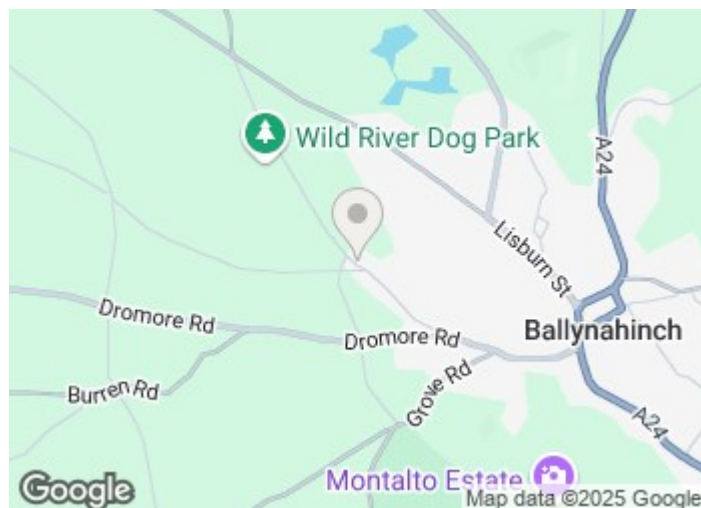 Wild River Dog Park
A24
Lisburn St
Dromore Rd
Dromore Rd
Ballynahinch
Burren Rd
Grove Rd
A24
Montalto Estate
Google
Map data ©2025 Google